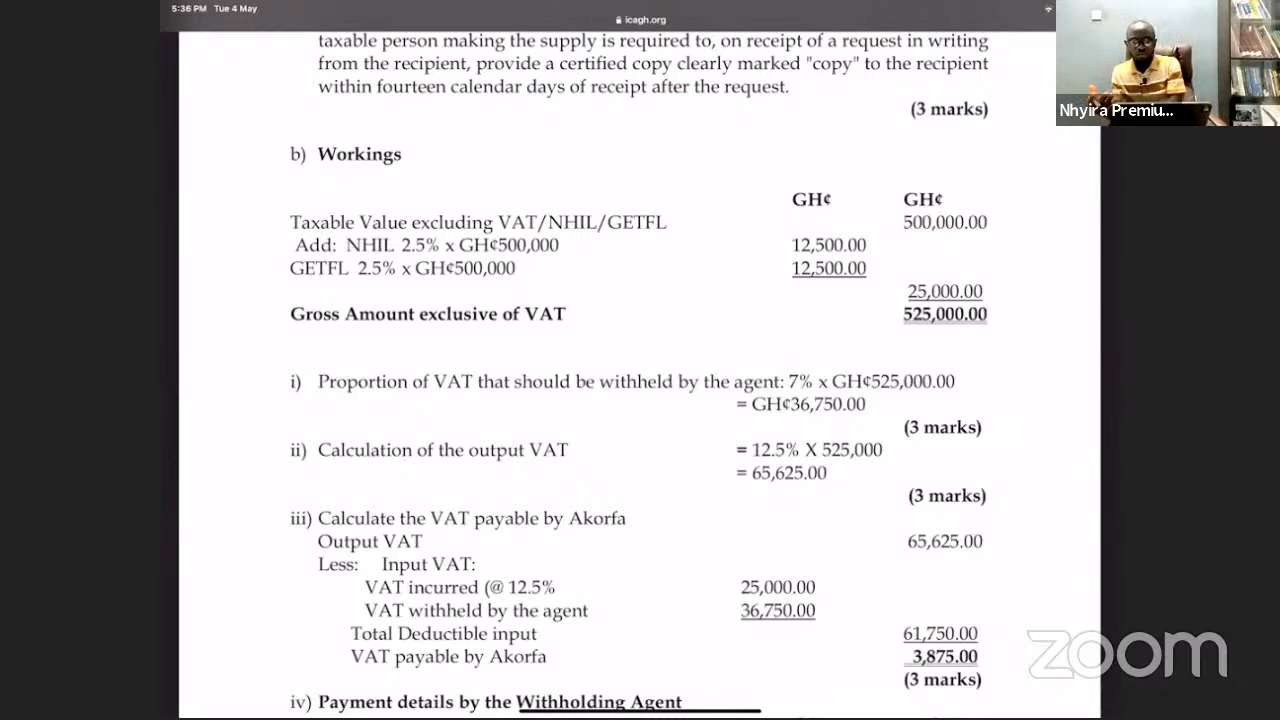 5:36 PM Tue 4 May
icagh.org
taxable person making the supply is required to, on receipt of a request in writing
from the recipient, provide a certified copy clearly marked "copy" to the recipient
within fourteen calendar days of receipt after the request.
(3 marks)
Nhyira Premiu...
b) Workings
GH¢ GH¢
Taxable Value excluding VAT/NHIL/GETFL 500,000.00
Add: NHIL 2.5% x GH¢500,000 12,500.00
GETFL 2.5% x GH¢500,000 12,500.00
25,000.00
Gross Amount exclusive of VAT 525,000.00
i) Proportion of VAT that should be withheld by the agent: 7% x GH¢525,000.00
= GH¢36,750.00
(3 marks)
ii) Calculation of the output VAT = 12.5% X 525,000
= 65,625.00
(3 marks)
iii) Calculate the VAT payable by Akorfa
Output VAT 65,625.00
Less: Input VAT:
VAT incurred (@ 12.5% 25,000.00
VAT withheld by the agent 36,750.00
Total Deductible input 61,750.00
VAT payable by Akorfa 3,875.00
(3 marks)
iv) Payment details by the Withholding Agent
zoom